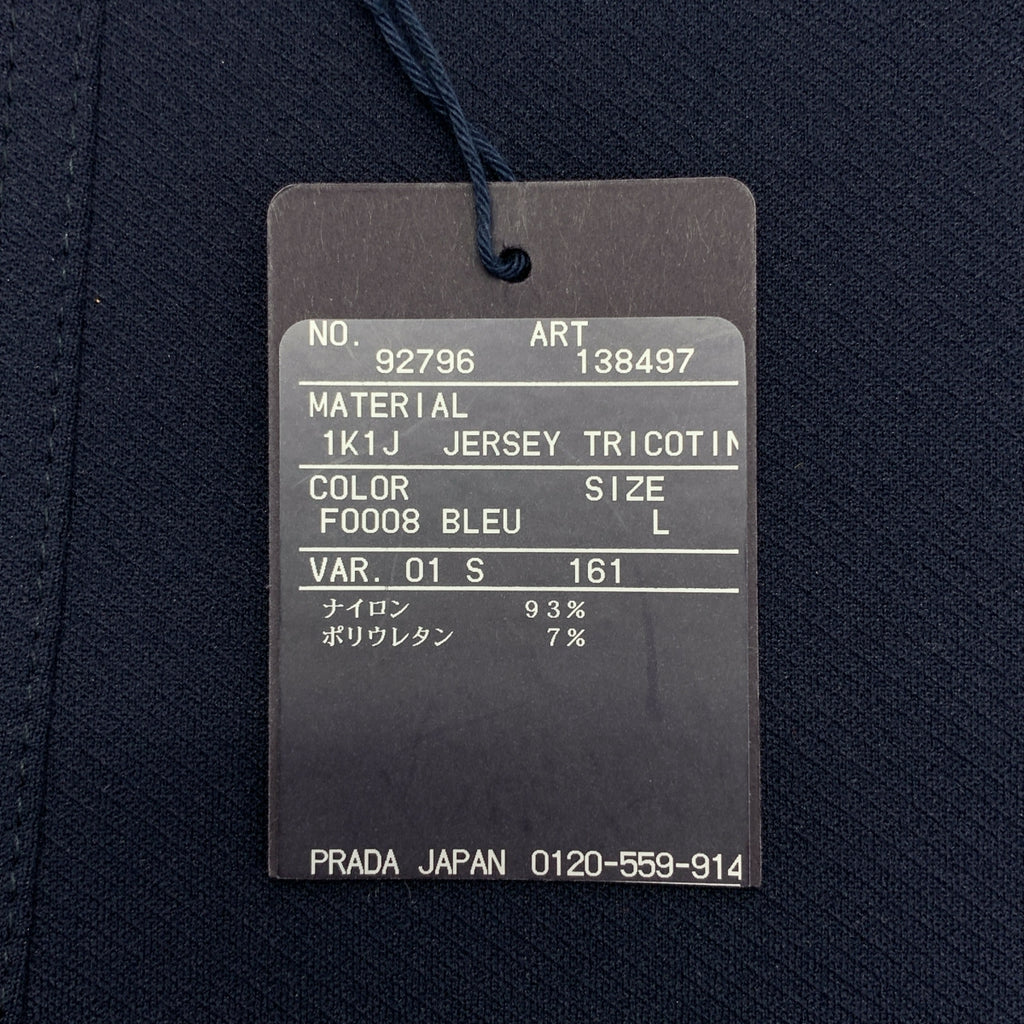 NO. ART
92796 138497
MATERIAL
1K1J JERSEY TRICOTIN
COLOR SIZE
F0008 BLEU L
VAR. 01 S 161
ナイロン 93%
ポリウレタン 7%
PRADA JAPAN 0120-559-914